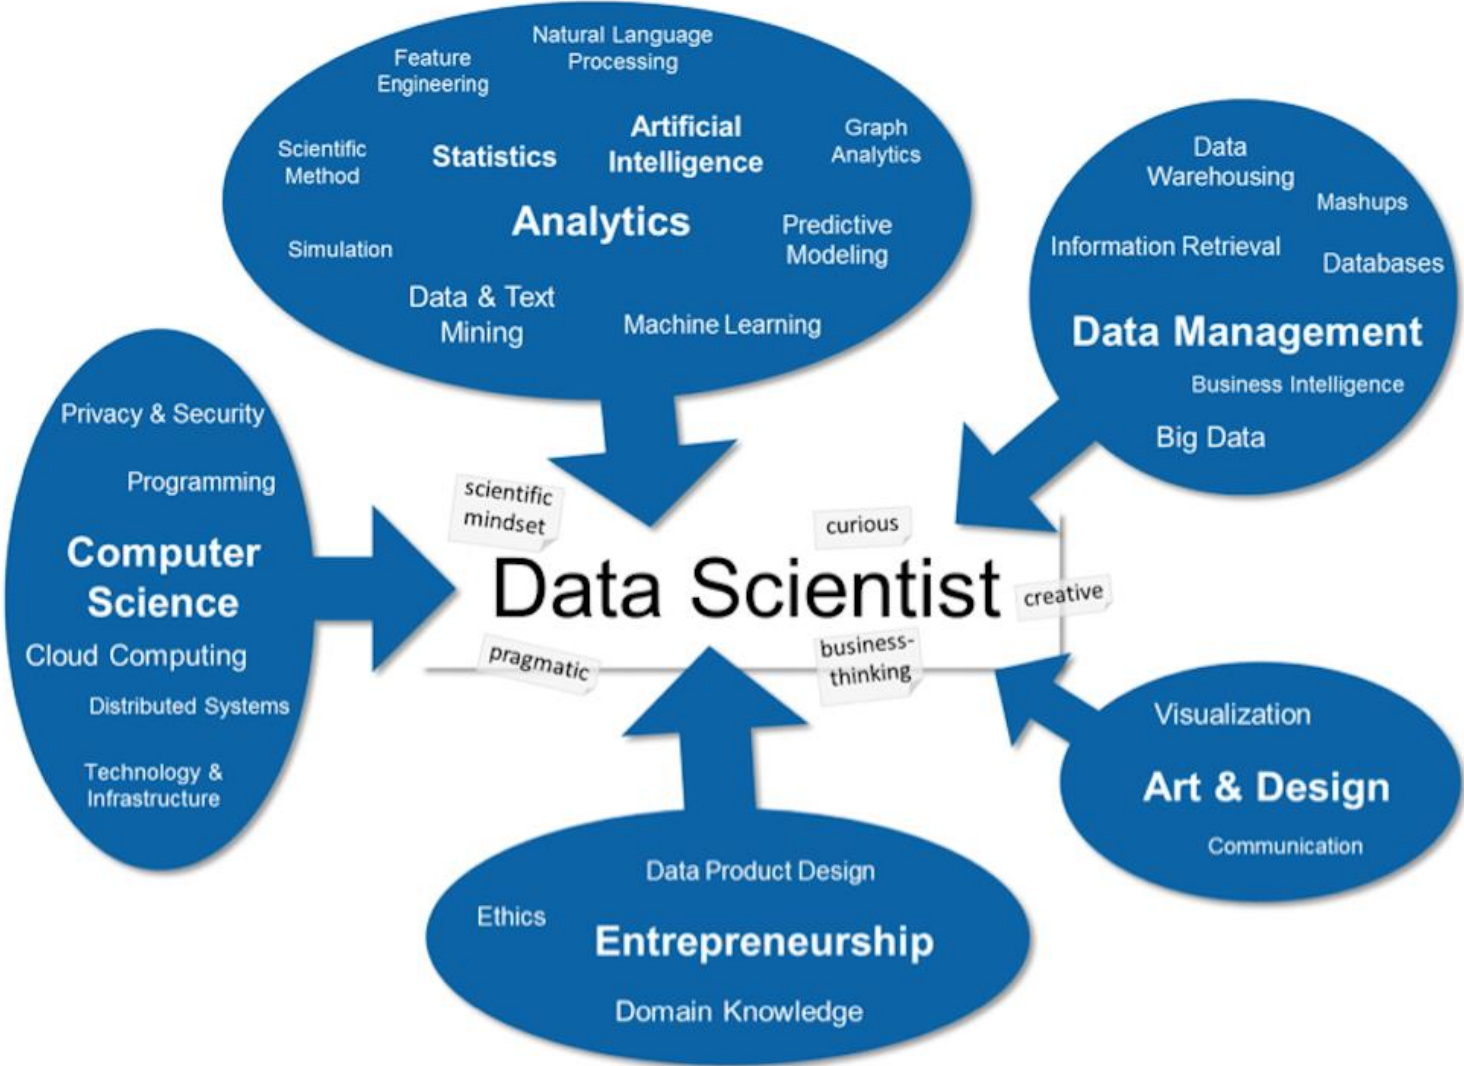 Natural Language
Processing
Feature
Engineering
Artificial
Intelligence
Graph
Analytics
Scientific
Method
Statistics
Analytics
Predictive
Modeling
Simulation
Data & Text
Mining
Machine Learning
Data
Warehousing
Mashups
Information Retrieval
Databases
Data Management
Business Intelligence
Big Data
Privacy & Security
Programming
Computer
Science
Cloud Computing
Distributed Systems
Technology &
Infrastructure
scientific
mindset
curious
Data Scientist
creative
pragmatic
business-
thinking
Visualization
Art & Design
Communication
Data Product Design
Ethics
Entrepreneurship
Domain Knowledge